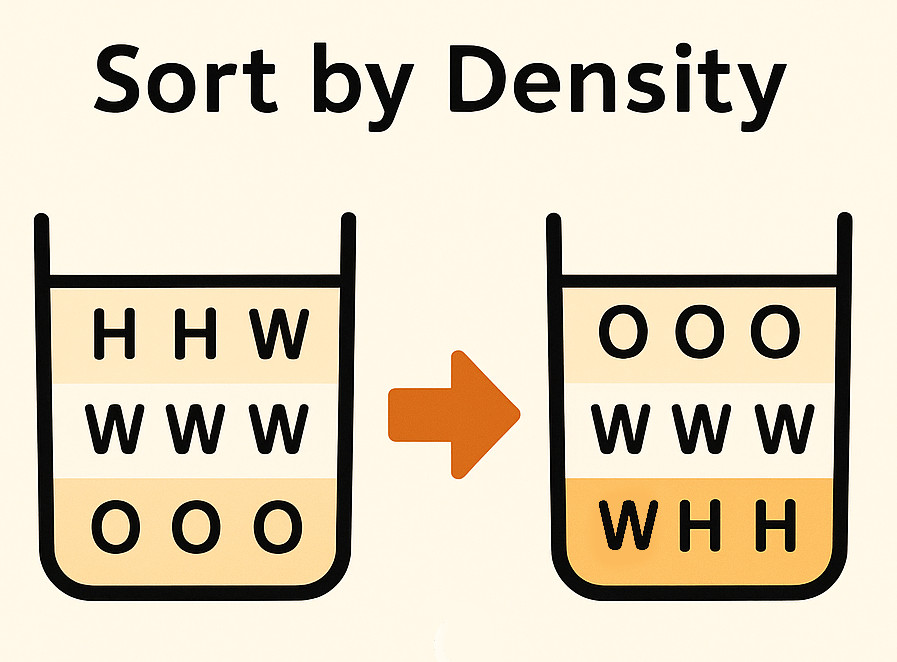 Sort by Density
H H W
W W W
O O O
O O O
W W W
W H H